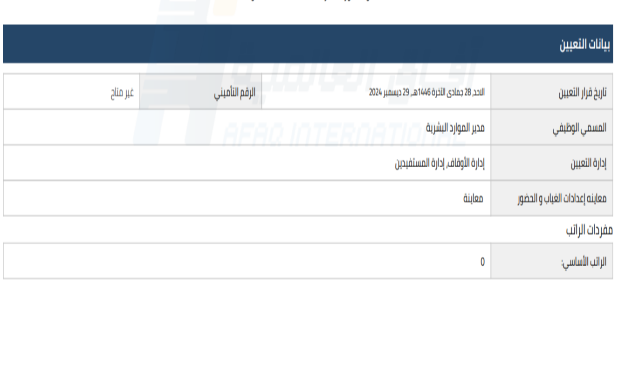 بيانات التعيين
تاريخ قرار التعيين الاحد, 28 جمادى الآخرة 1446هـ, 29 ديسمبر 2024 الرقم التأميني غير متاح
المسمي الوظيفي مدير الموارد البشرية
إدارة التعيين إدارة الأوقاف, إدارة المستفيدين
معاينه إعدادات الغياب و الحضور معاينة
مفردات الراتب
الراتب الأساسي: 0
AFAQ INTERNATIONAL